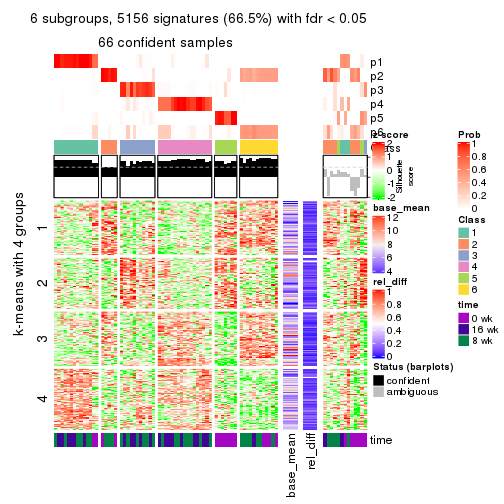 6 subgroups, 5156 signatures (66.5%) with fdr < 0.05
66 confident samples
p1
p2
p3
p4
p5
p6
Class
Silhouette
score
k-means with 4 groups
1
2
3
4
time
base_mean
rel_diff
z-score
2
0
-2
base_mean
12
10
8
6
4
rel_diff
1
0.8
0.6
0.4
0.2
0
Status (barplots)
confident
ambiguous
Prob
1
0.8
0.6
0.4
0.2
0
Class
1
2
3
4
5
6
time
0 wk
16 wk
8 wk